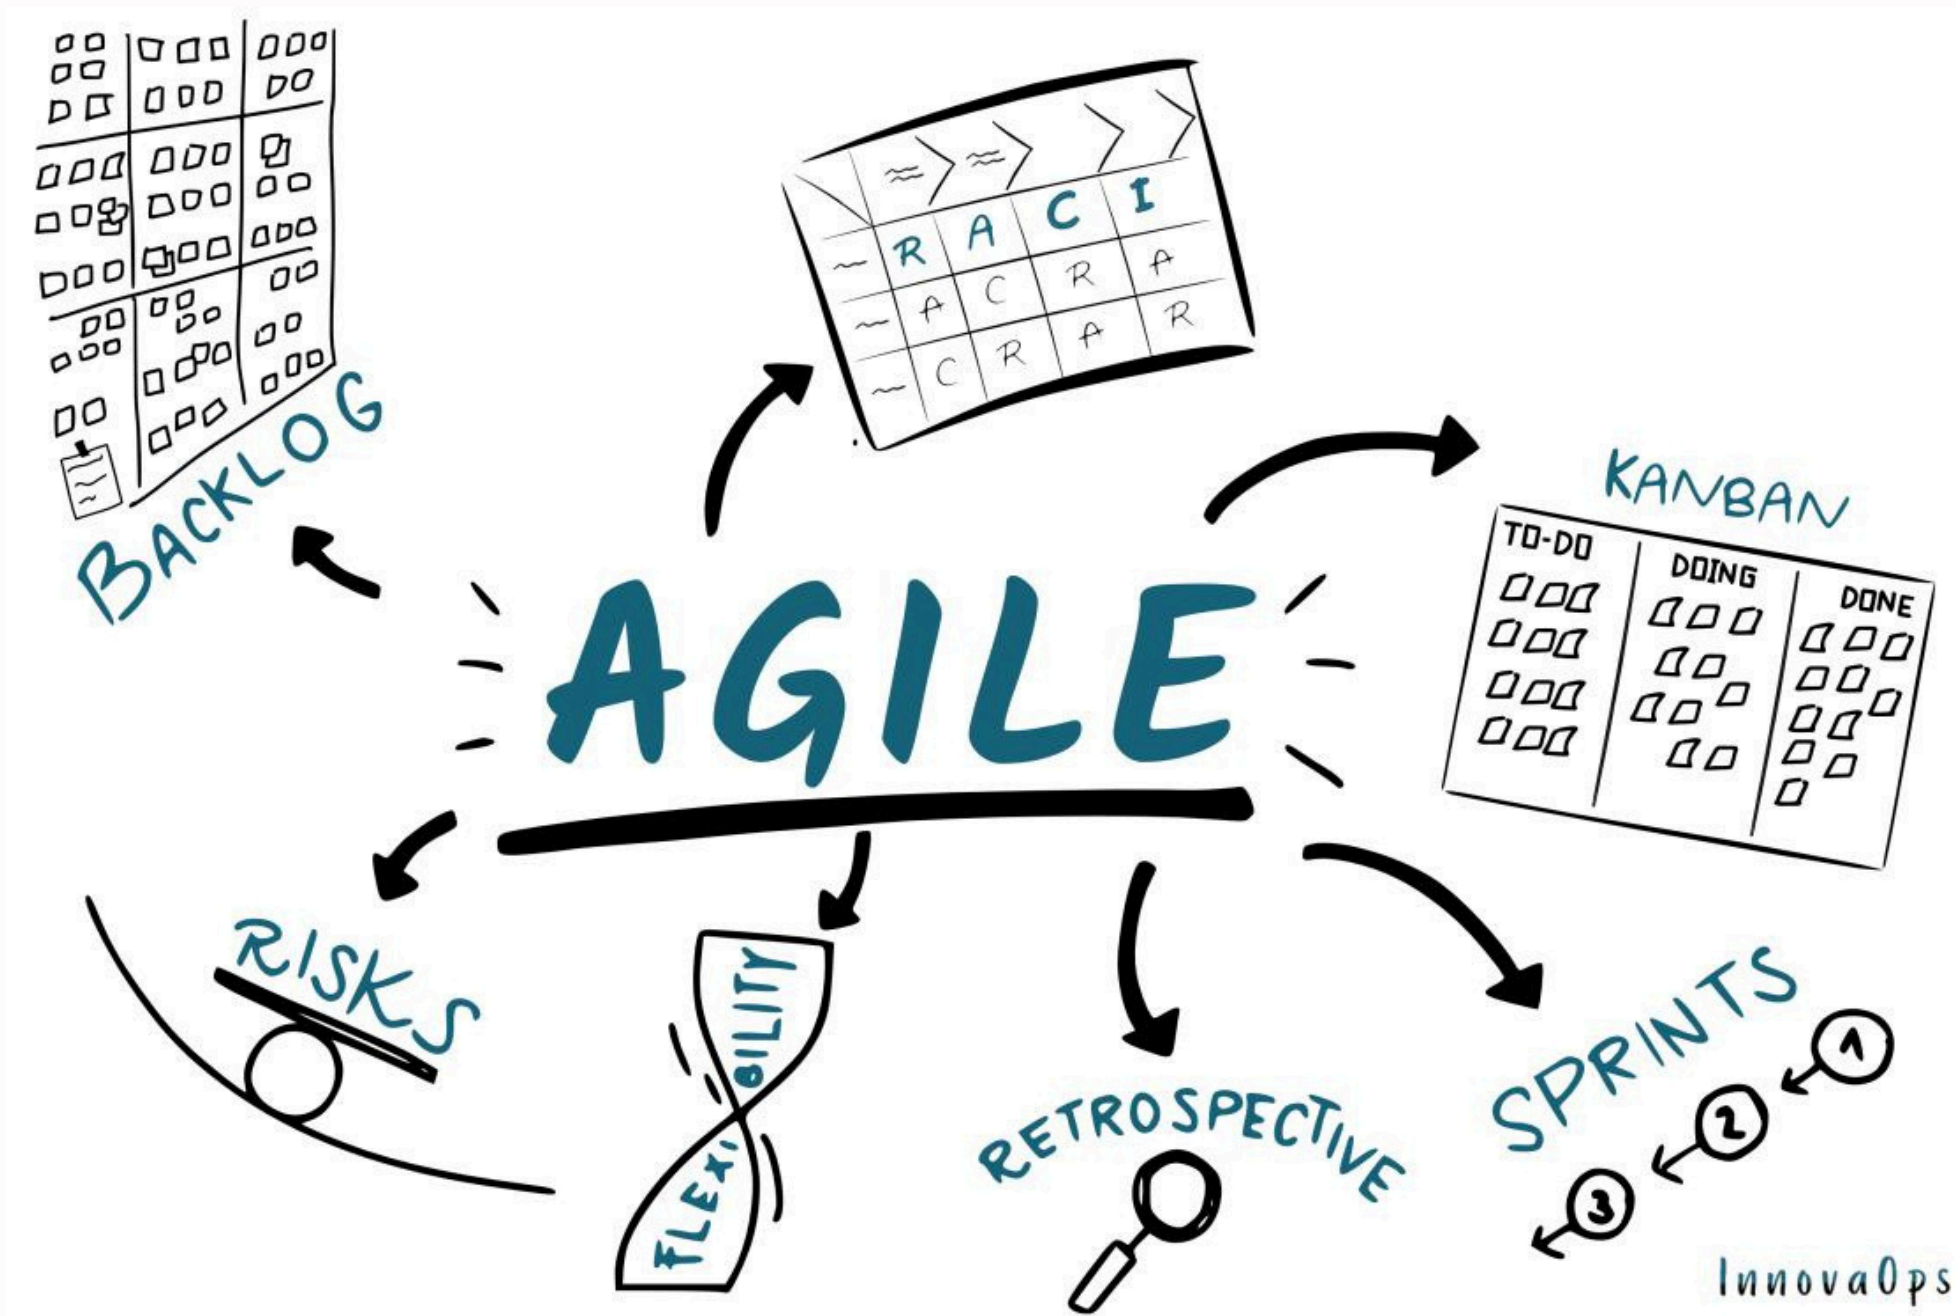 BACKLOG
R A C I
A C R A
C R A R
KANBAN
TO-DO DOING DONE
AGILE
RISKS
FLEXIBILITY
RETROSPECTIVE
SPRINTS
1
2
3
InnovaOps